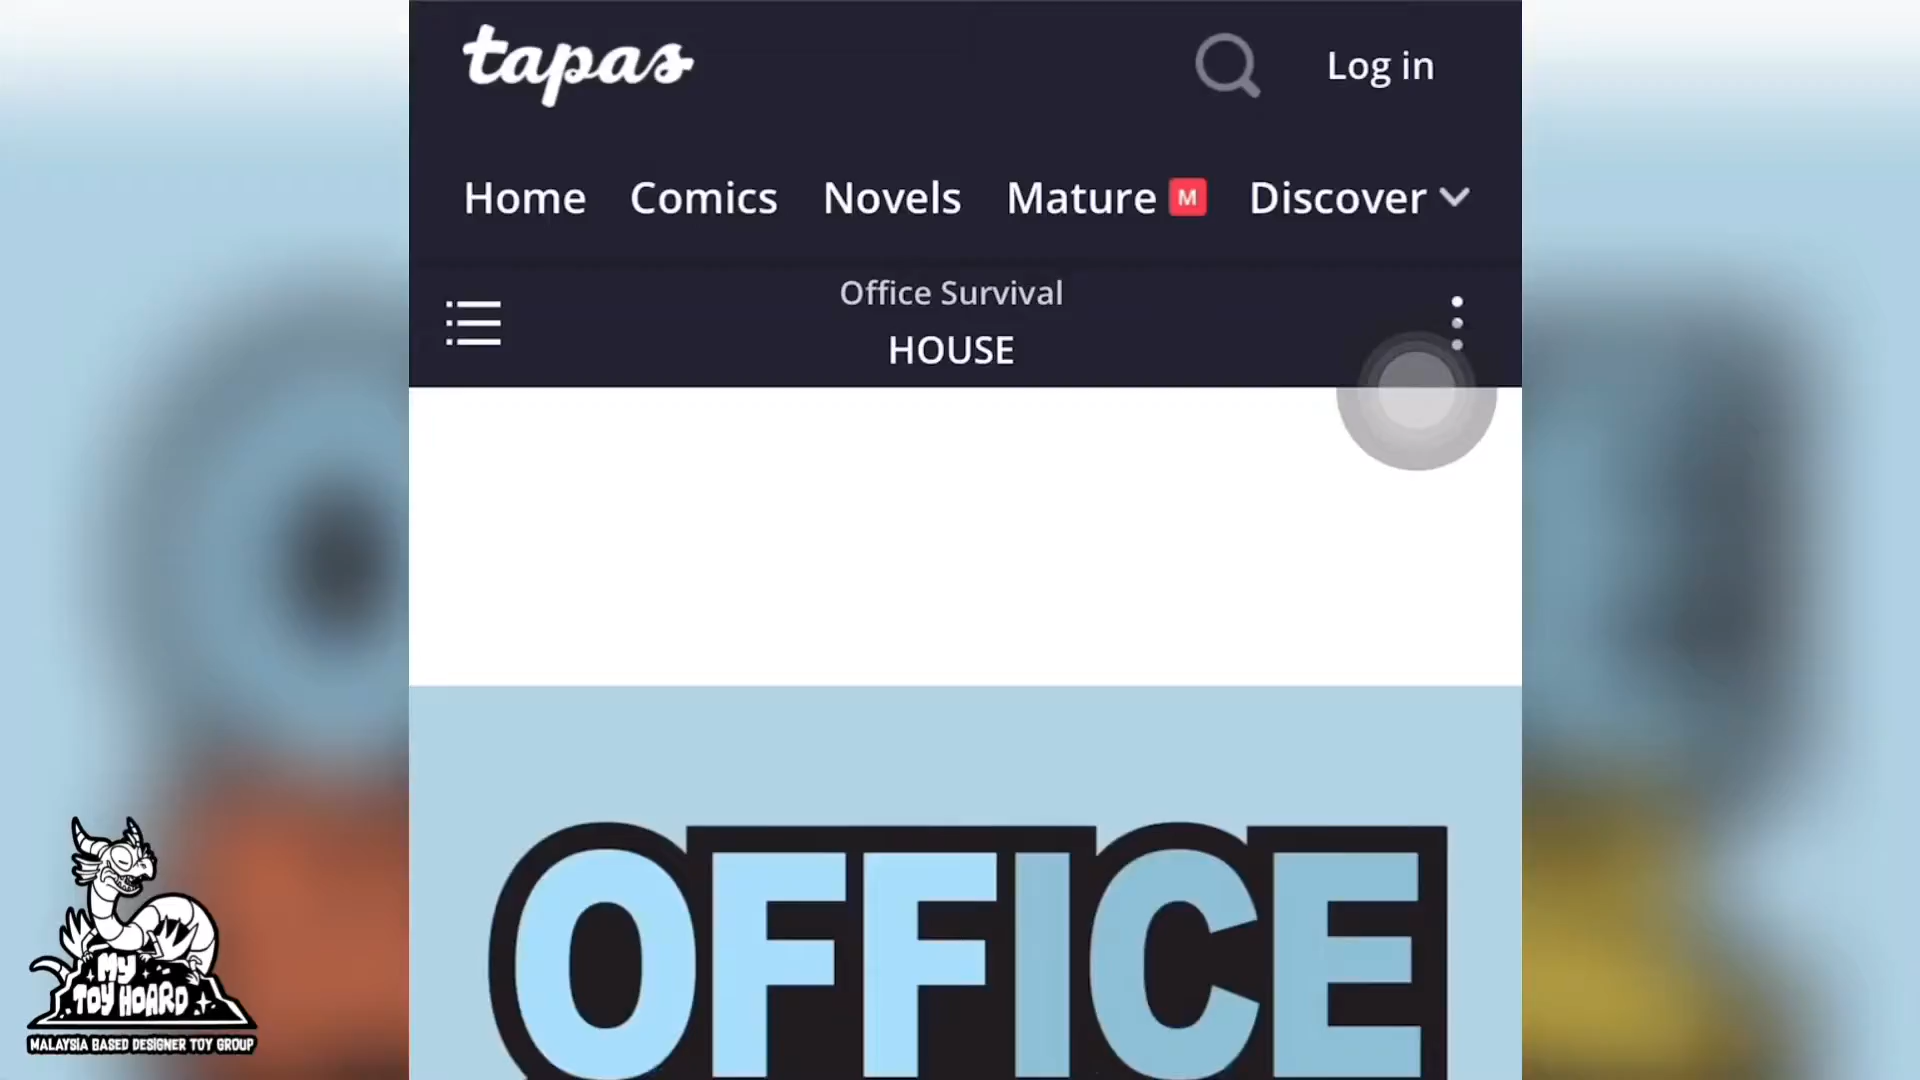 tapas
Log in
Home Comics Novels Mature M Discover
Office Survival
HOUSE
OFFICE
MY
TOY HOARD
MALAYSIA BASED DESIGNER TOY GROUP